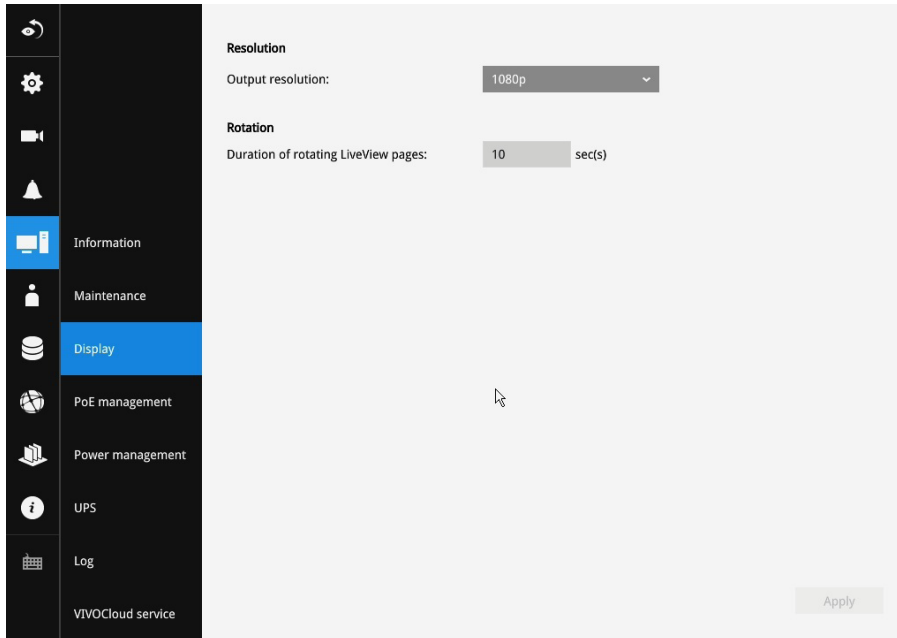 Resolution
Output resolution: 1080p
Rotation
Duration of rotating LiveView pages: 10 sec(s)
Information
Maintenance
Display
PoE management
Power management
UPS
Log
VIVOCloud service
Apply